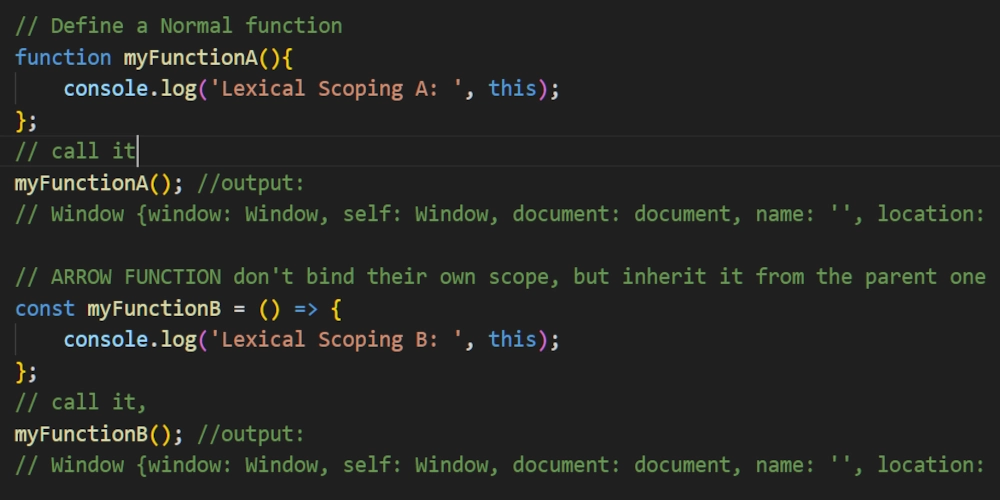 // Define a Normal function
function myFunctionA(){
    console.log('Lexical Scoping A: ', this);
};
// call it
myFunctionA(); //output:
// Window {window: Window, self: Window, document: document, name: '', location:
// ARROW FUNCTION don't bind their own scope, but inherit it from the parent one
const myFunctionB = () => {
    console.log('Lexical Scoping B: ', this);
};
// call it,
myFunctionB(); //output:
// Window {window: Window, self: Window, document: document, name: '', location: